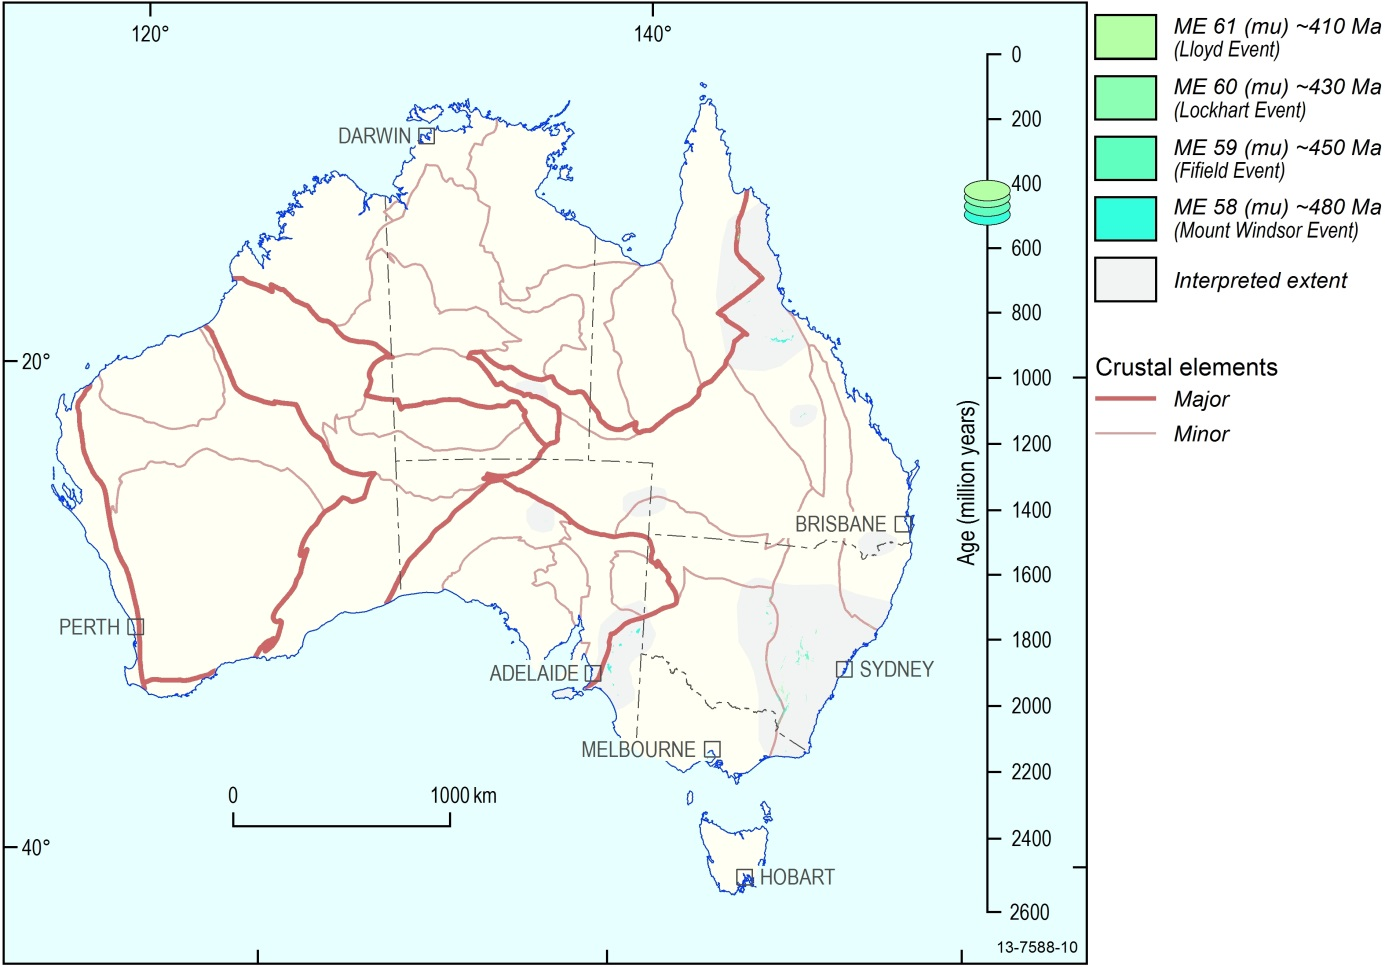 120°
140°
20°
40°
DARWIN
PERTH
ADELAIDE
MELBOURNE
HOBART
SYDNEY
BRISBANE
0
1000 km
Age (million years)
0
200
400
600
800
1000
1200
1400
1600
1800
2000
2200
2400
2600
13-7588-10
ME 61 (mu) ~410 Ma
(Lloyd Event)
ME 60 (mu) ~430 Ma
(Lockhart Event)
ME 59 (mu) ~450 Ma
(Fifield Event)
ME 58 (mu) ~480 Ma
(Mount Windsor Event)
Interpreted extent
Crustal elements
Major
Minor